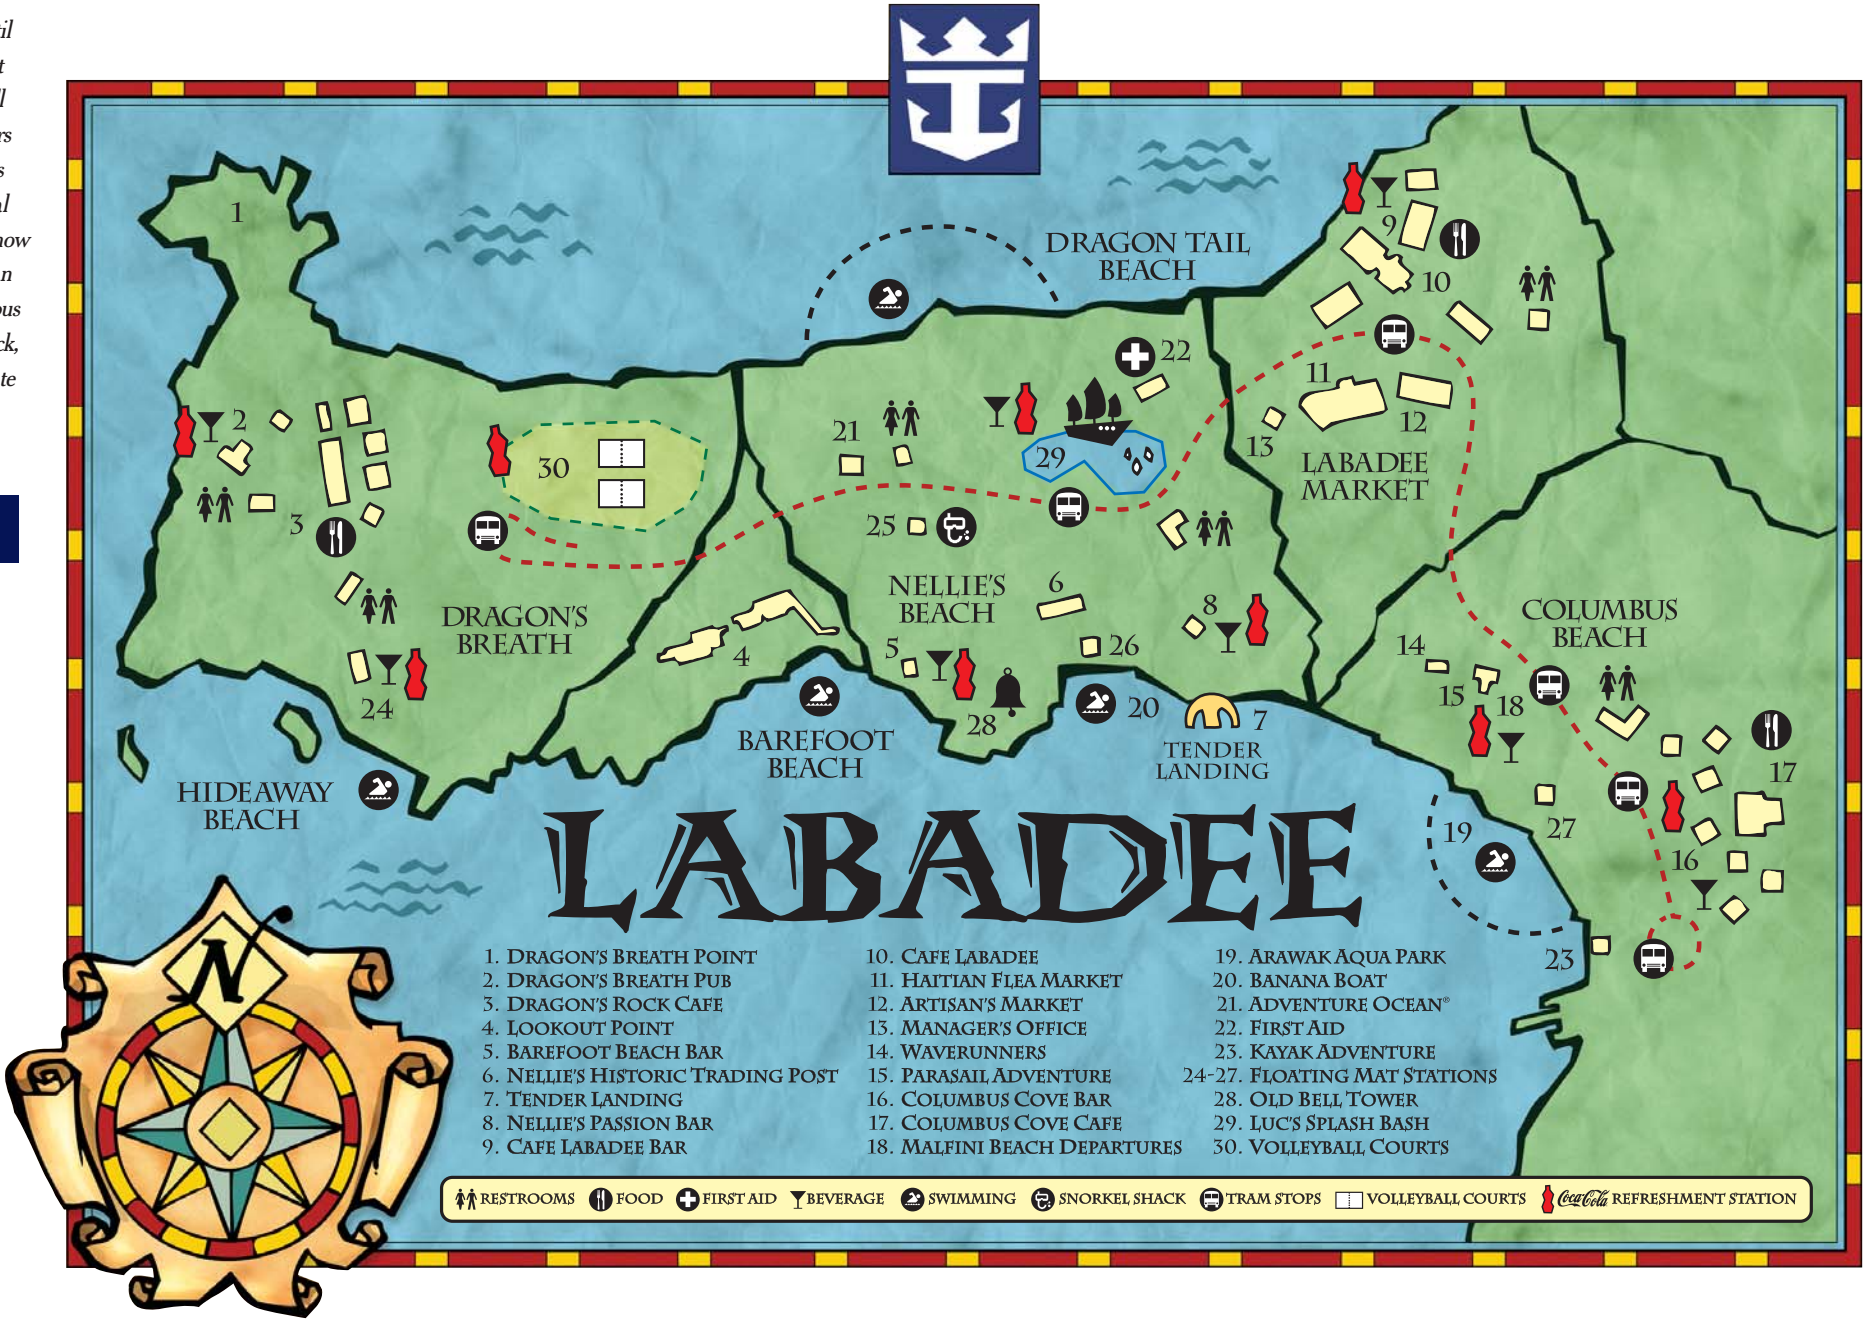 il
t
l
rs
s
al
now
n
ous
ck,
te
1
DRAGON TAIL
BEACH
9
10
22
11
12
13
LABADEE
MARKET
2
3
30
21
29
25
DRAGON'S
BREATH
NELLIE'S
BEACH
6
8
COLUMBUS
BEACH
4
5
26
14
15
18
24
28
20
7
BAREFOOT
BEACH
TENDER
LANDING
HIDEAWAY
BEACH
17
27
19
16
23
LABADEE
N
1. DRAGON'S BREATH POINT
2. DRAGON'S BREATH PUB
3. DRAGON'S ROCK CAFE
4. LOOKOUT POINT
5. BAREFOOT BEACH BAR
6. NELLIE'S HISTORIC TRADING POST
7. TENDER LANDING
8. NELLIE'S PASSION BAR
9. CAFE LABADEE BAR
10. CAFE LABADEE
11. HAITIAN FLEA MARKET
12. ARTISAN'S MARKET
13. MANAGER'S OFFICE
14. WAVERUNNERS
15. PARASAIL ADVENTURE
16. COLUMBUS COVE BAR
17. COLUMBUS COVE CAFE
18. MALFINI BEACH DEPARTURES
19. ARAWAK AQUA PARK
20. BANANA BOAT
21. ADVENTURE OCEAN®
22. FIRST AID
23. KAYAK ADVENTURE
24-27. FLOATING MAT STATIONS
28. OLD BELL TOWER
29. LUC'S SPLASH BASH
30. VOLLEYBALL COURTS
RESTROOMS FOOD FIRST AID BEVERAGE SWIMMING SNORKEL SHACK TRAM STOPS VOLLEYBALL COURTS Coca-Cola REFRESHMENT STATION